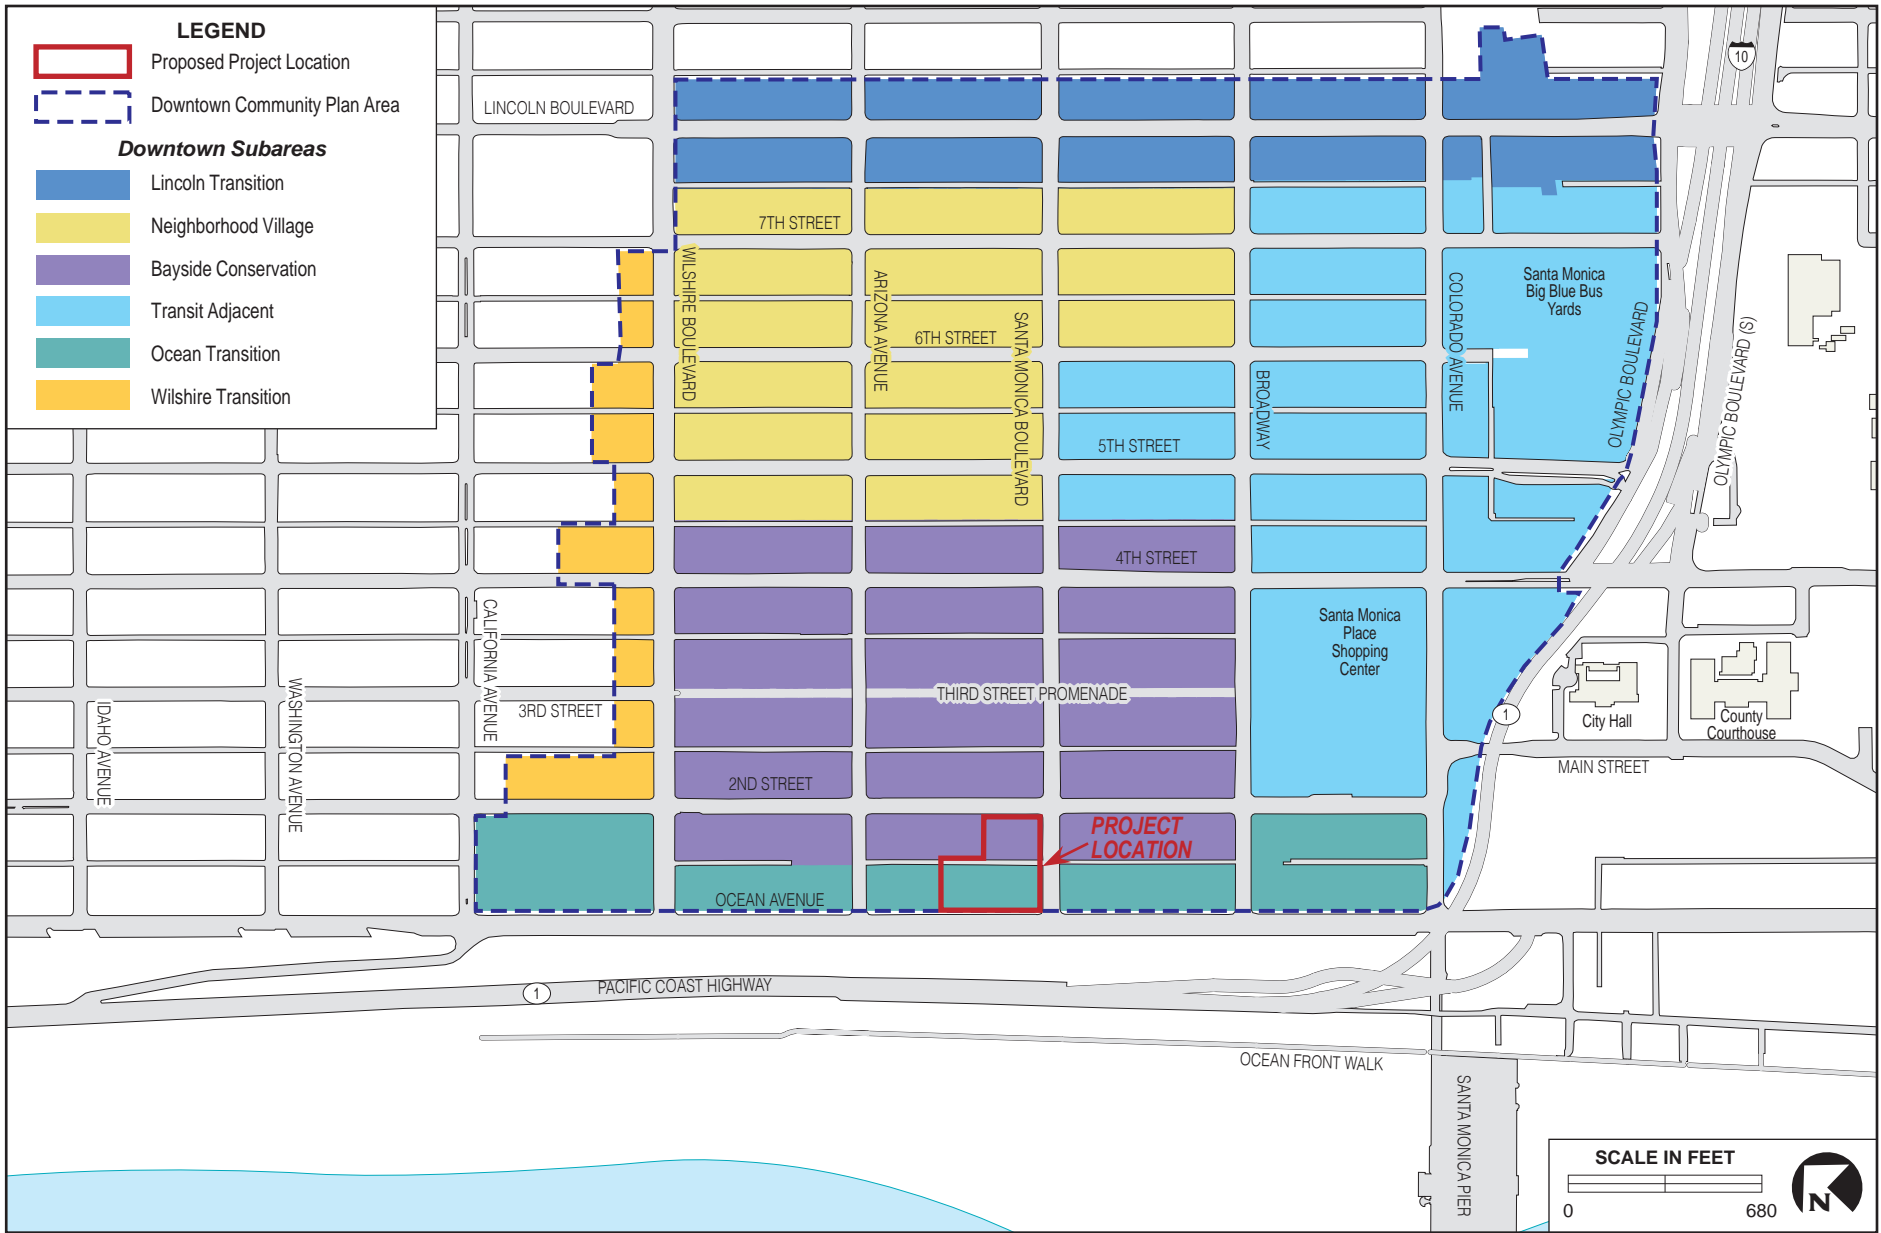 LEGEND
Proposed Project Location
Downtown Community Plan Area
Downtown Subareas
Lincoln Transition
Neighborhood Village
Bayside Conservation
Transit Adjacent
Ocean Transition
Wilshire Transition
LINCOLN BOULEVARD
10
7TH STREET
WILSHIRE BOULEVARD
ARIZONA AVENUE
SANTA MONICA BOULEVARD
6TH STREET
BROADWAY
COLORADO AVENUE
Santa Monica
Big Blue Bus
Yards
OLYMPIC BOULEVARD
OLYMPIC BOULEVARD (S)
5TH STREET
4TH STREET
Santa Monica
Place
Shopping
Center
CALIFORNIA AVENUE
WASHINGTON AVENUE
IDAHO AVENUE
3RD STREET
THIRD STREET PROMENADE
1
City Hall
County
Courthouse
MAIN STREET
2ND STREET
PROJECT
LOCATION
OCEAN AVENUE
1
PACIFIC COAST HIGHWAY
OCEAN FRONT WALK
SANTA MONICA PIER
SCALE IN FEET
0 680
N